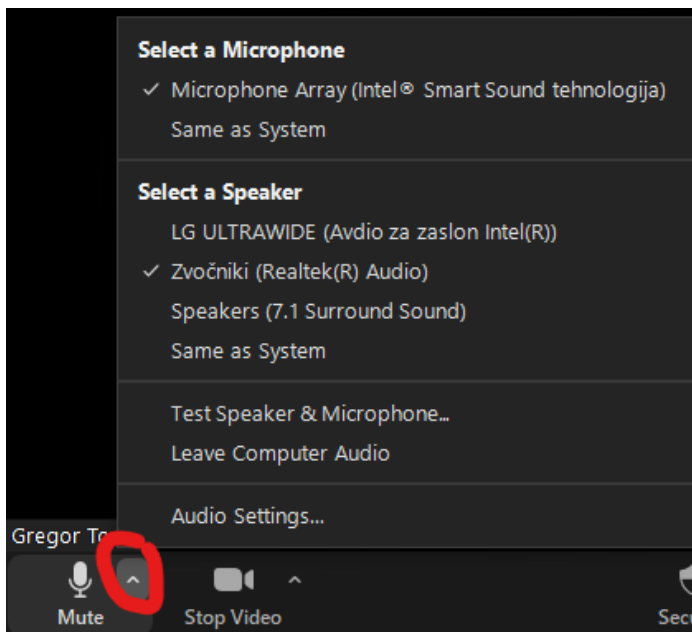 Select a Microphone
✓ Microphone Array (Intel® Smart Sound tehnologija)
Same as System
Select a Speaker
LG ULTRAWIDE (Avdio za zaslon Intel(R))
✓ Zvočniki (Realtek(R) Audio)
Speakers (7.1 Surround Sound)
Same as System
Test Speaker & Microphone...
Leave Computer Audio
Audio Settings...
Gregor
Mute Stop Video